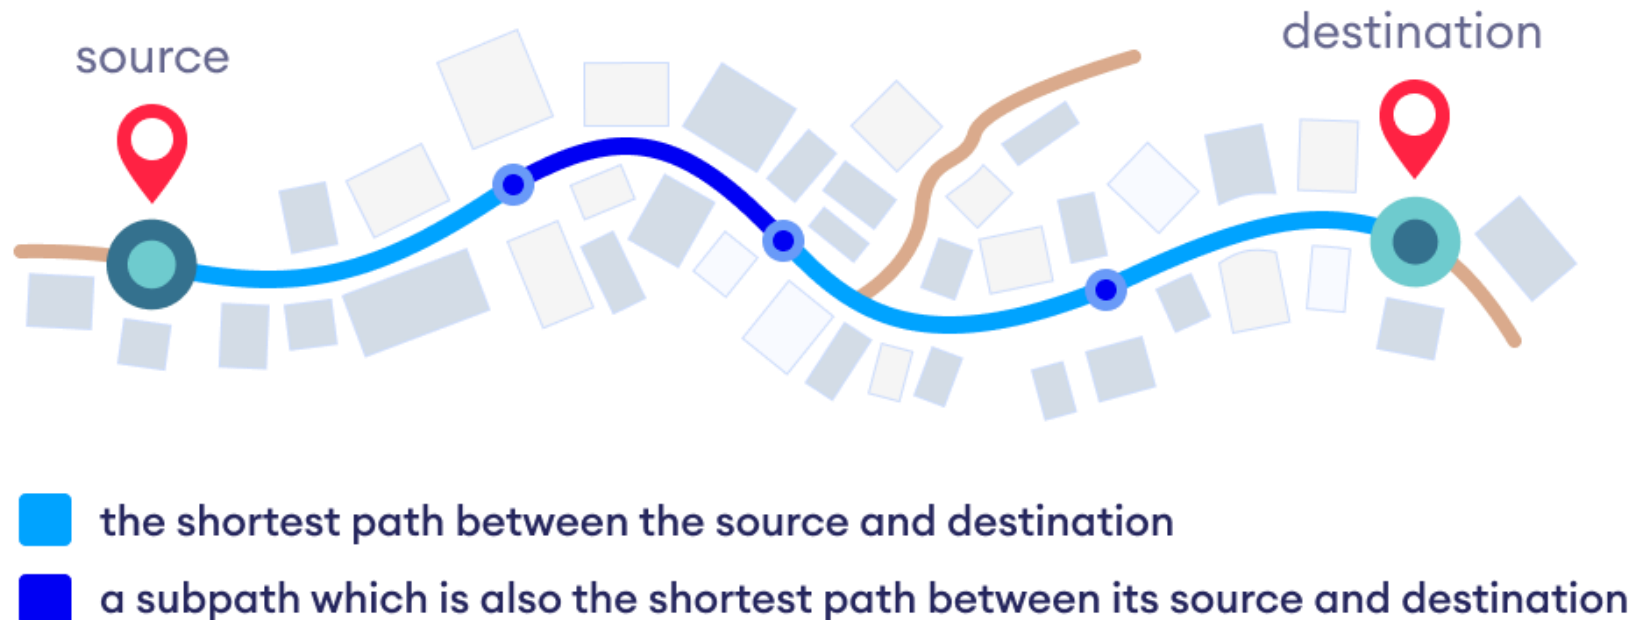 source
destination
the shortest path between the source and destination
a subpath which is also the shortest path between its source and destination